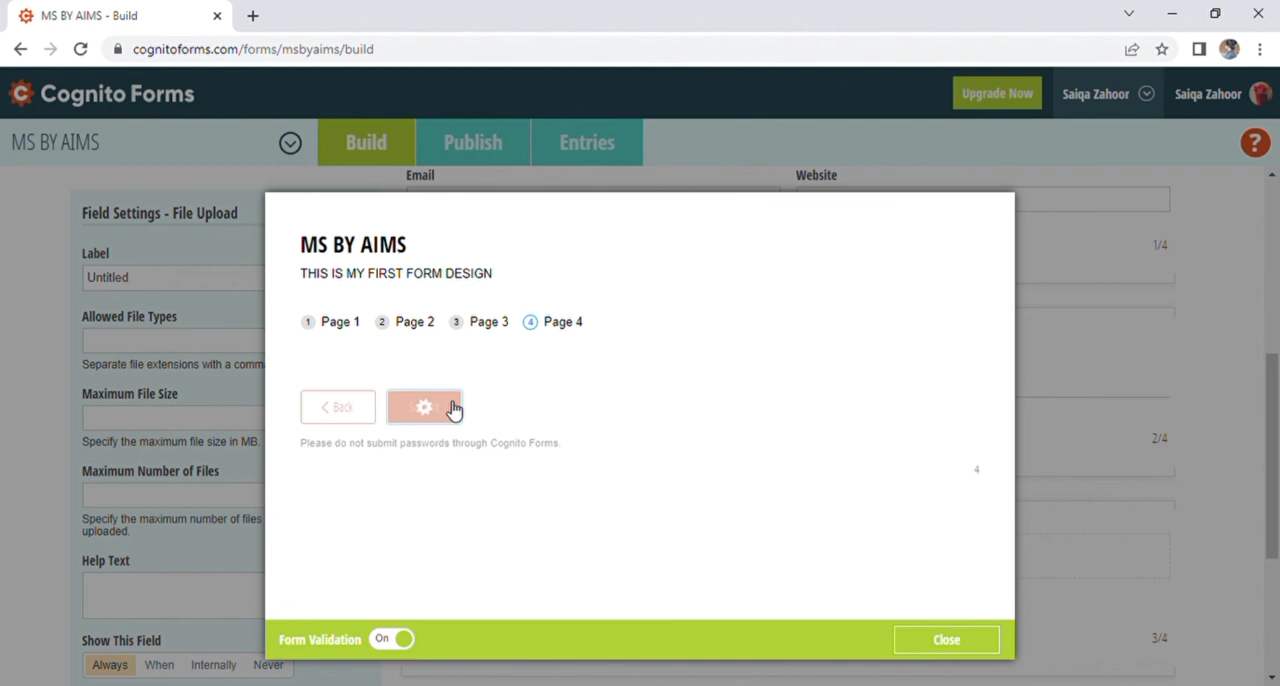 MS BY AIMS - Build
cognitoforms.com/forms/msbyaims/build
C Cognito Forms
Upgrade Now
Saiqa Zahoor
Saiqa Zahoor
MS BY AIMS
Build
Publish
Entries
?
Email
Website
Field Settings - File Upload
Label
Untitled
Allowed File Types
Separate file extensions with a comm
Maximum File Size
Specify the maximum file size in MB.
Maximum Number of Files
Specify the maximum number of files
uploaded.
Help Text
Show This Field
Always When Internally Never
MS BY AIMS
THIS IS MY FIRST FORM DESIGN
1 Page 1 2 Page 2 3 Page 3 4 Page 4
Back
Please do not submit passwords through Cognito Forms.
4
Form Validation On
Close
1/4
2/4
3/4